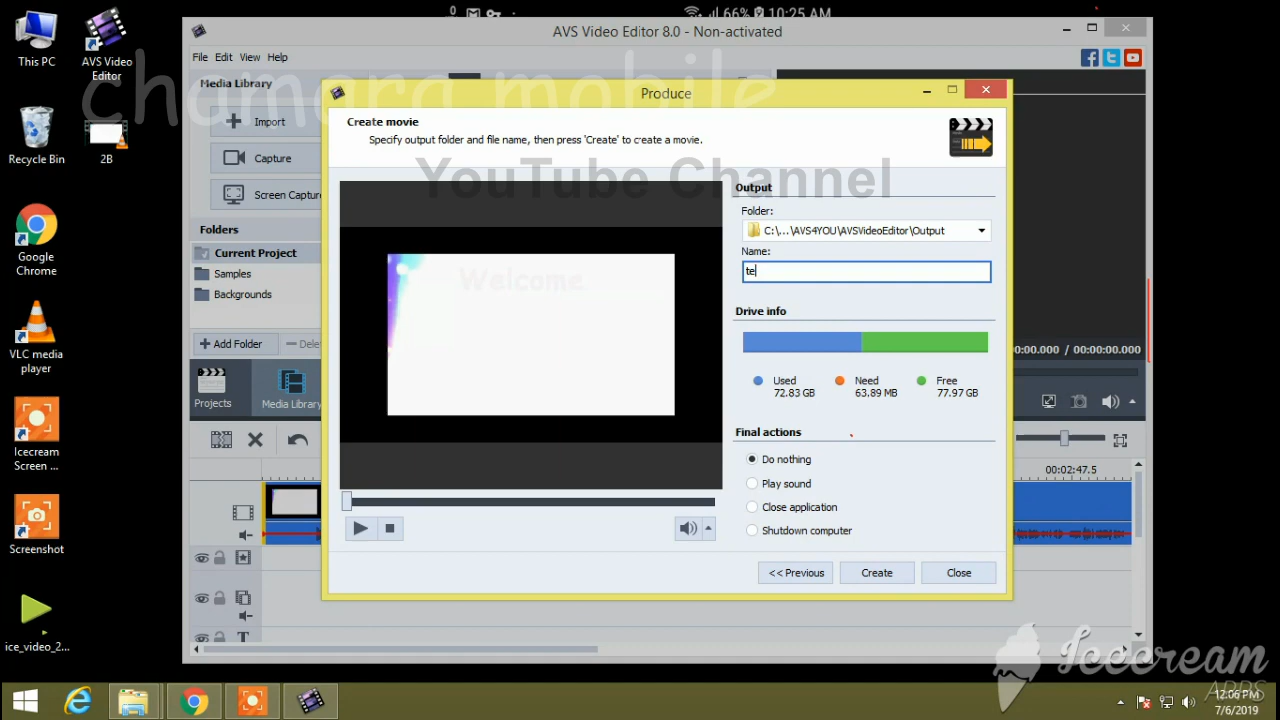 66% 10:25 AM
AVS Video Editor 8.0 - Non-activated
File Edit View Help
This PC
AVS Video Editor
Recycle Bin
2B
Google Chrome
VLC media player
Icecream Screen ...
Screenshot
ice_video_2...
chamara mobile
YouTube Channel
Media Library
Import
Capture
Screen Capture
Folders
Current Project
Samples
Backgrounds
Add Folder
Projects
Media Library
Produce
Create movie
Specify output folder and file name, then press 'Create' to create a movie.
Welcome
Output
Folder:
C:\...\AVS4YOU\AVSVideoEditor\Output
Name:
te
Drive info
Used
72.83 GB
Need
63.89 MB
Free
77.97 GB
Final actions
Do nothing
Play sound
Close application
Shutdown computer
<< Previous
Create
Close
00:00.000 / 00:00:00.000
00:02:47.5
T
Icecream
APPS
12:06 PM
7/6/2019